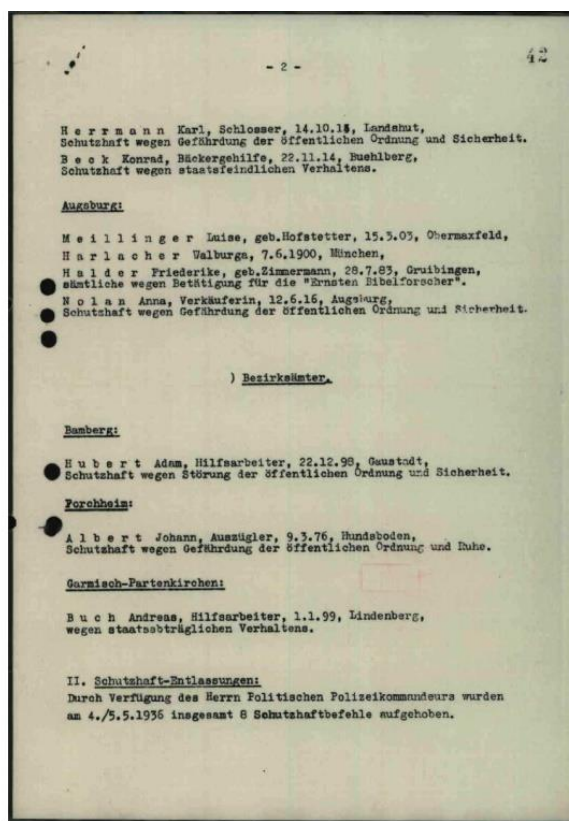 - 2 -
42
H e r r m a n n Karl, Schlosser, 14.10.15, Landshut,
Schutzhaft wegen Gefährdung der öffentlichen Ordnung und Sicherheit.
B e c k Konrad, Bäckergehilfe, 22.11.14, Buehlberg,
Schutzhaft wegen staatsfeindlichen Verhaltens.
Augsburg:
M e i l l i n g e r Luise, geb.Hofstetter, 15.3.03, Obermaxfeld,
H a r l a c h e r Walburga, 7.6.1900, München,
H a l d e r Friederike, geb.Zimmermann, 28.7.83, Gruibingen,
sämtliche wegen Betätigung für die "Ernsten Bibelforscher".
N o l a n Anna, Verkäuferin, 12.6.16, Augsburg,
Schutzhaft wegen Gefährdung der öffentlichen Ordnung und Sicherheit.
) Bezirksämter.
Bamberg:
H u b e r t Adam, Hilfsarbeiter, 22.12.98, Gaustadt,
Schutzhaft wegen Störung der öffentlichen Ordnung und Sicherheit.
Forchheim:
A l b e r t Johann, Auszügler, 9.3.76, Hundsboden,
Schutzhaft wegen Gefährdung der öffentlichen Ordnung und Ruhe.
Garmisch-Partenkirchen:
B u c h Andreas, Hilfsarbeiter, 1.1.99, Lindenberg,
wegen staatsabträglichen Verhaltens.
II. Schutzhaft-Entlassungen:
Durch Verfügung des Herrn Politischen Polizeikommandeurs wurden
am 4./5.5.1936 insgesamt 8 Schutzhaftbefehle aufgehoben.